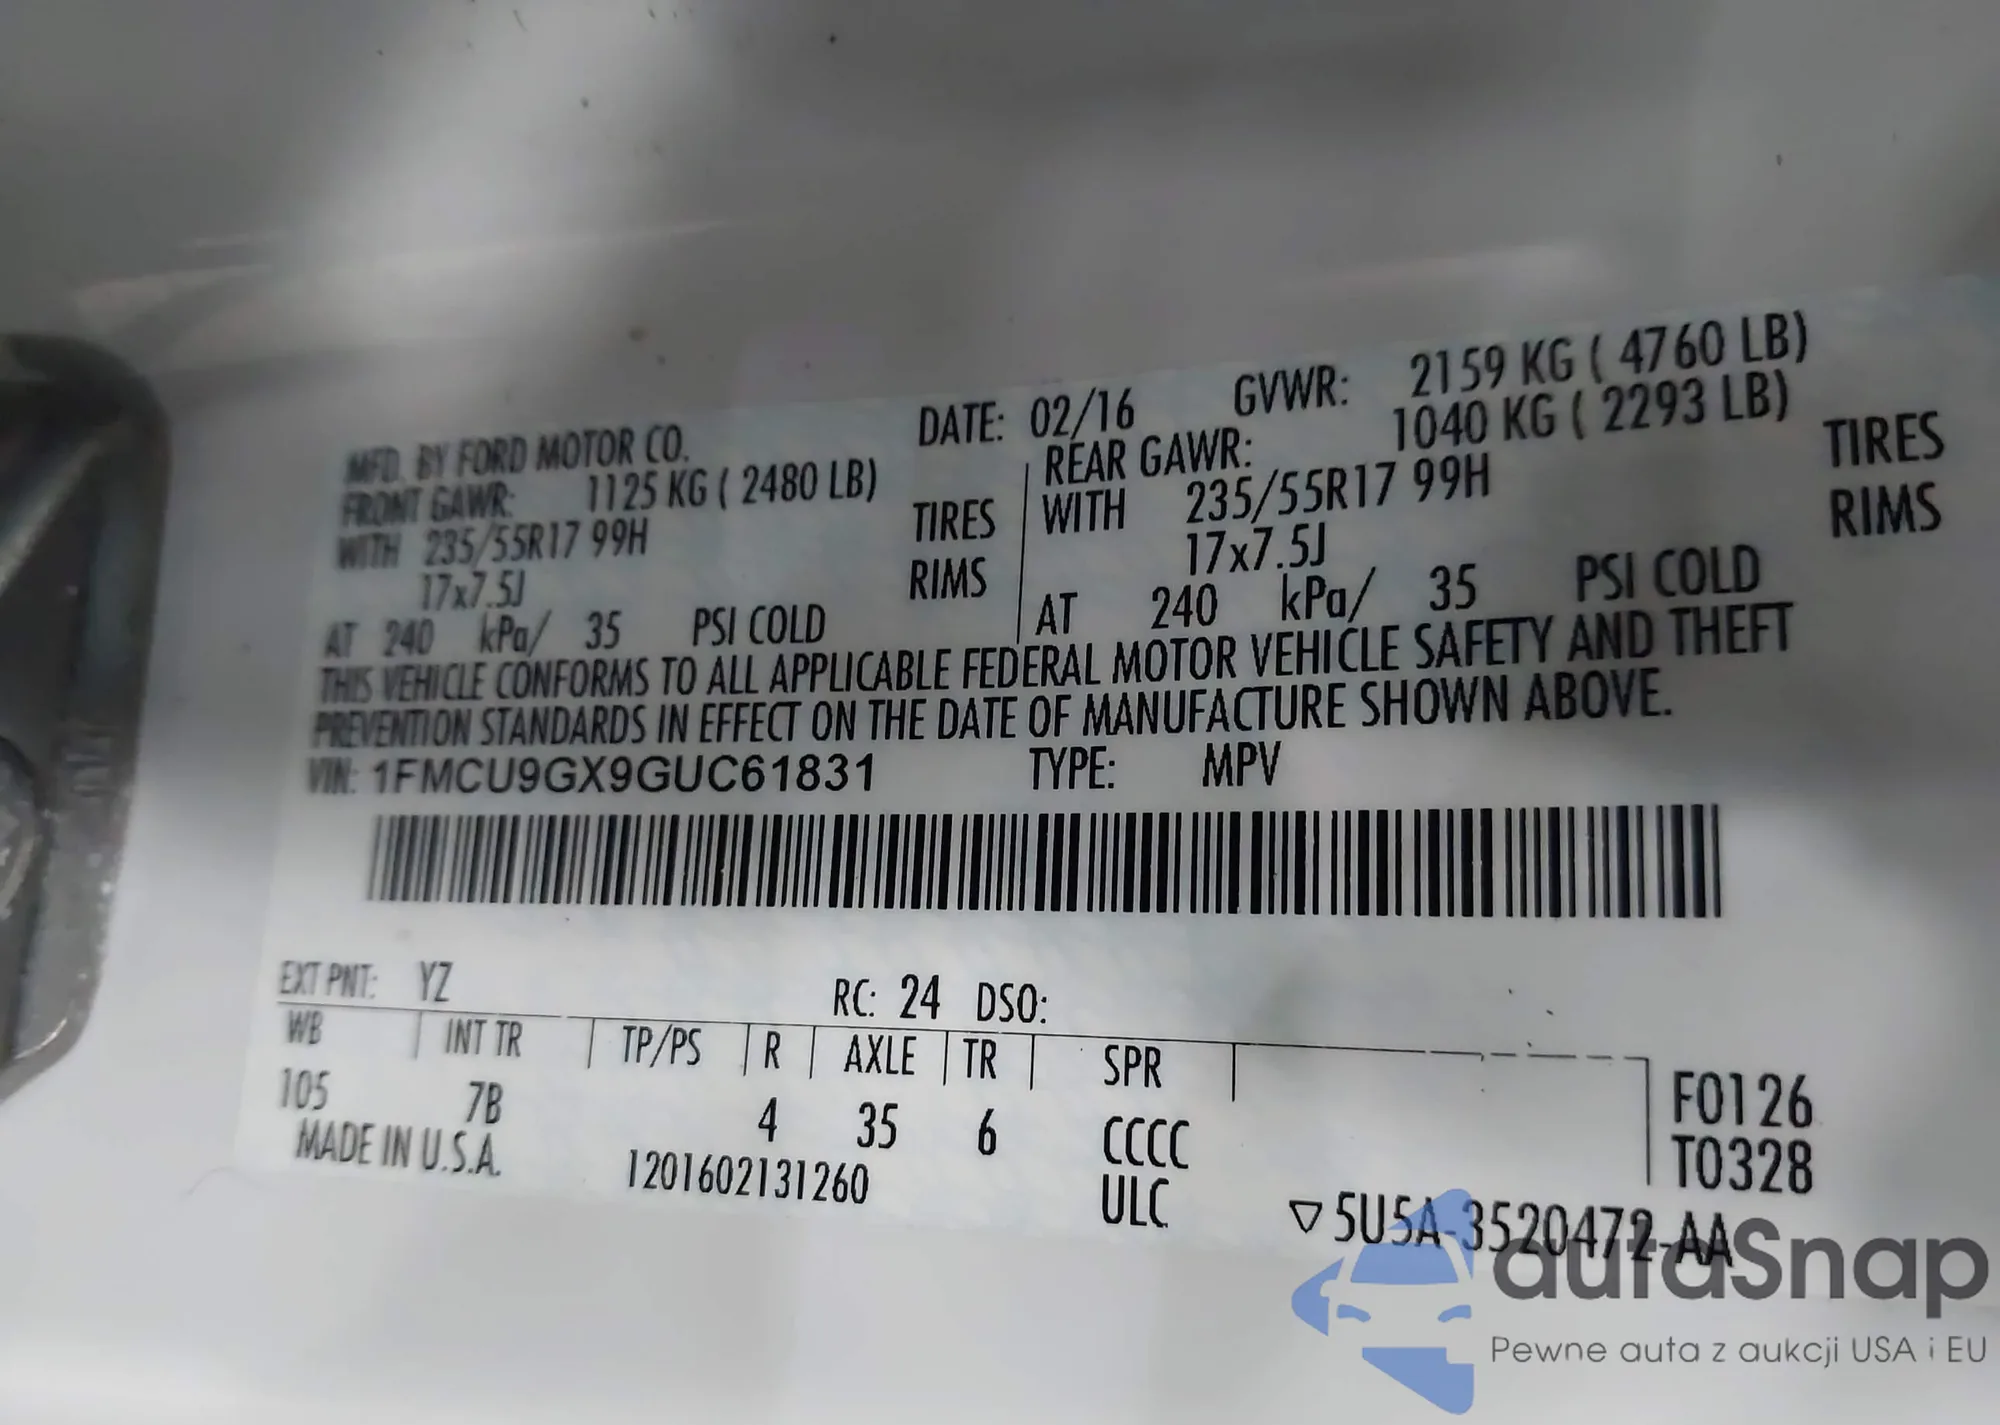 MFD. BY FORD MOTOR CO. DATE: 02/16 GVWR: 2159 KG ( 4760 LB)
FRONT GAWR: 1125 KG ( 2480 LB) REAR GAWR: 1040 KG ( 2293 LB)
WITH 235/55R17 99H TIRES WITH 235/55R17 99H TIRES
17x7.5J RIMS 17x7.5J RIMS
AT 240 kPa/ 35 PSI COLD AT 240 kPa/ 35 PSI COLD
THIS VEHICLE CONFORMS TO ALL APPLICABLE FEDERAL MOTOR VEHICLE SAFETY AND THEFT
PREVENTION STANDARDS IN EFFECT ON THE DATE OF MANUFACTURE SHOWN ABOVE.
VIN: 1FMCU9GX9GUC61831 TYPE: MPV
EXT PNT: YZ RC: 24 DSO:
WB INT TR TP/PS R AXLE TR SPR
105 7B 4 35 6 CCCC F0126
T0328
MADE IN U.S.A. 1201602131260 ULC
▽5U5A-3520472-AA
autaSnap
Pewne auta z aukcji USA i EU